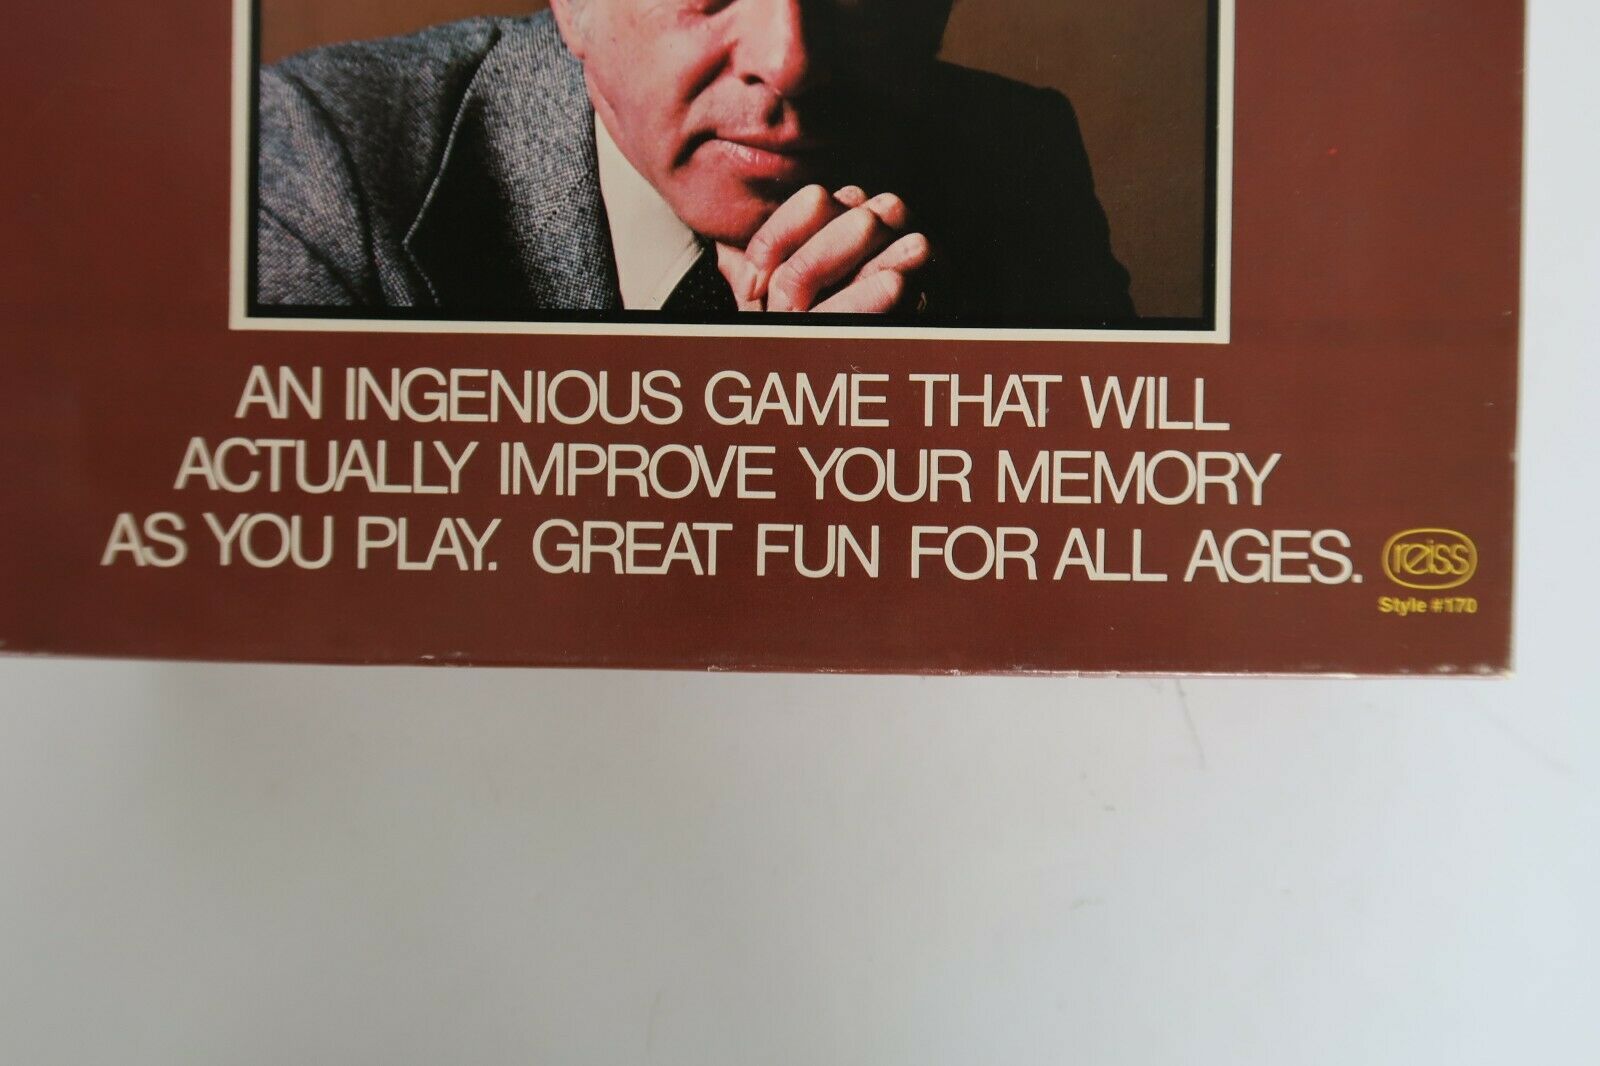 AN INGENIOUS GAME THAT WILL
ACTUALLY IMPROVE YOUR MEMORY
AS YOU PLAY. GREAT FUN FOR ALL AGES.
reiss
Style #170